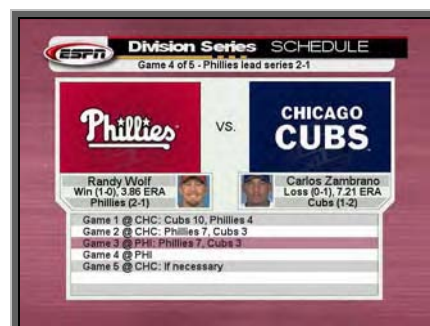 ESPN Division Series SCHEDULE
Game 4 of 5 - Phillies lead series 2-1
Phillies
VS.
CHICAGO
CUBS
Randy Wolf
Win (1-0), 3.86 ERA
Phillies (2-1)
Carlos Zambrano
Loss (0-1), 7.21 ERA
Cubs (1-2)
Game 1 @ CHC: Cubs 10, Phillies 4
Game 2 @ CHC: Phillies 7, Cubs 3
Game 3 @ PHI: Phillies 7, Cubs 3
Game 4 @ PHI
Game 5 @ CHC: If necessary